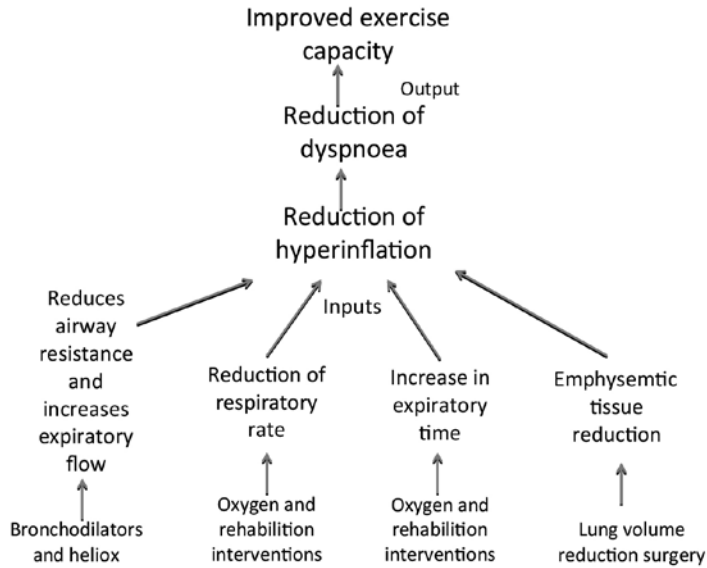 Improved exercise
capacity
Output
Reduction of
dyspnoea
Reduction of
hyperinflation
Inputs
Reduces
airway
resistance
and
increases
expiratory
flow
Reduction of
respiratory
rate
Increase in
expiratory
time
Emphysemtic
tissue
reduction
Bronchodilators
and heliox
Oxygen and
rehabilition
interventions
Oxygen and
rehabilition
interventions
Lung volume
reduction surgery